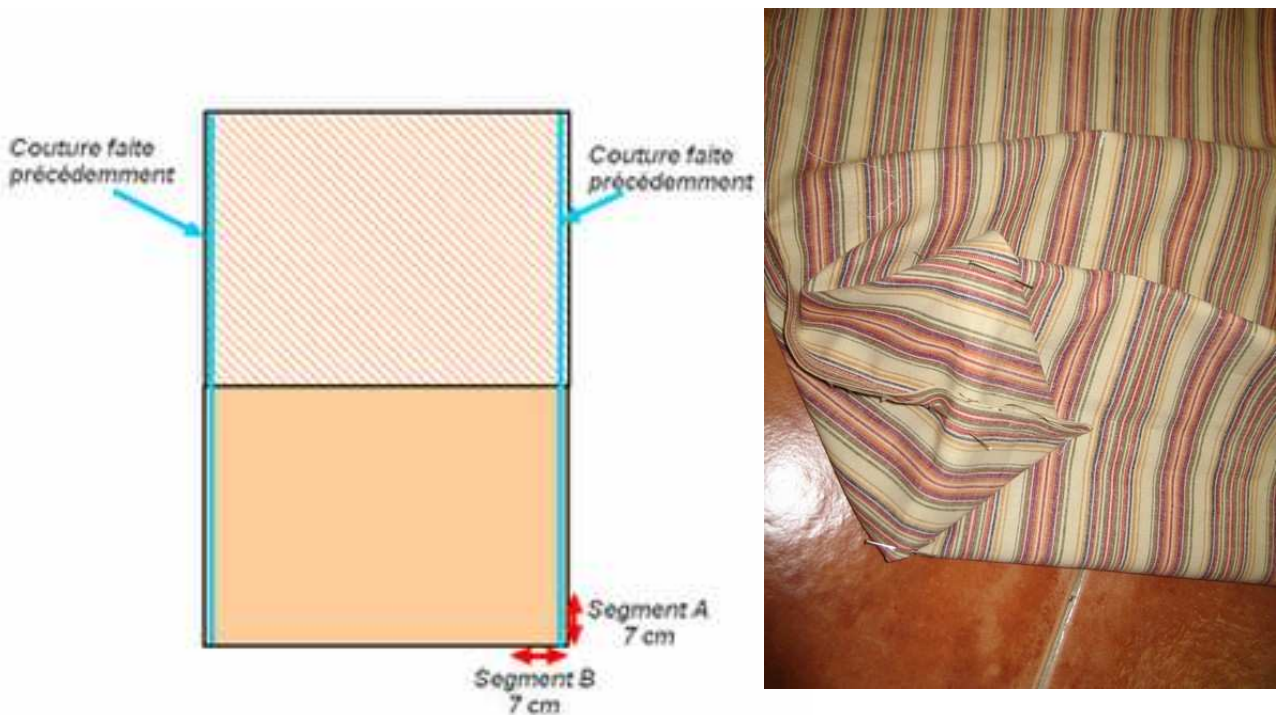 Couture faite
précédemment
Couture faite
précédemment
Segment A
7 cm
Segment B
7 cm